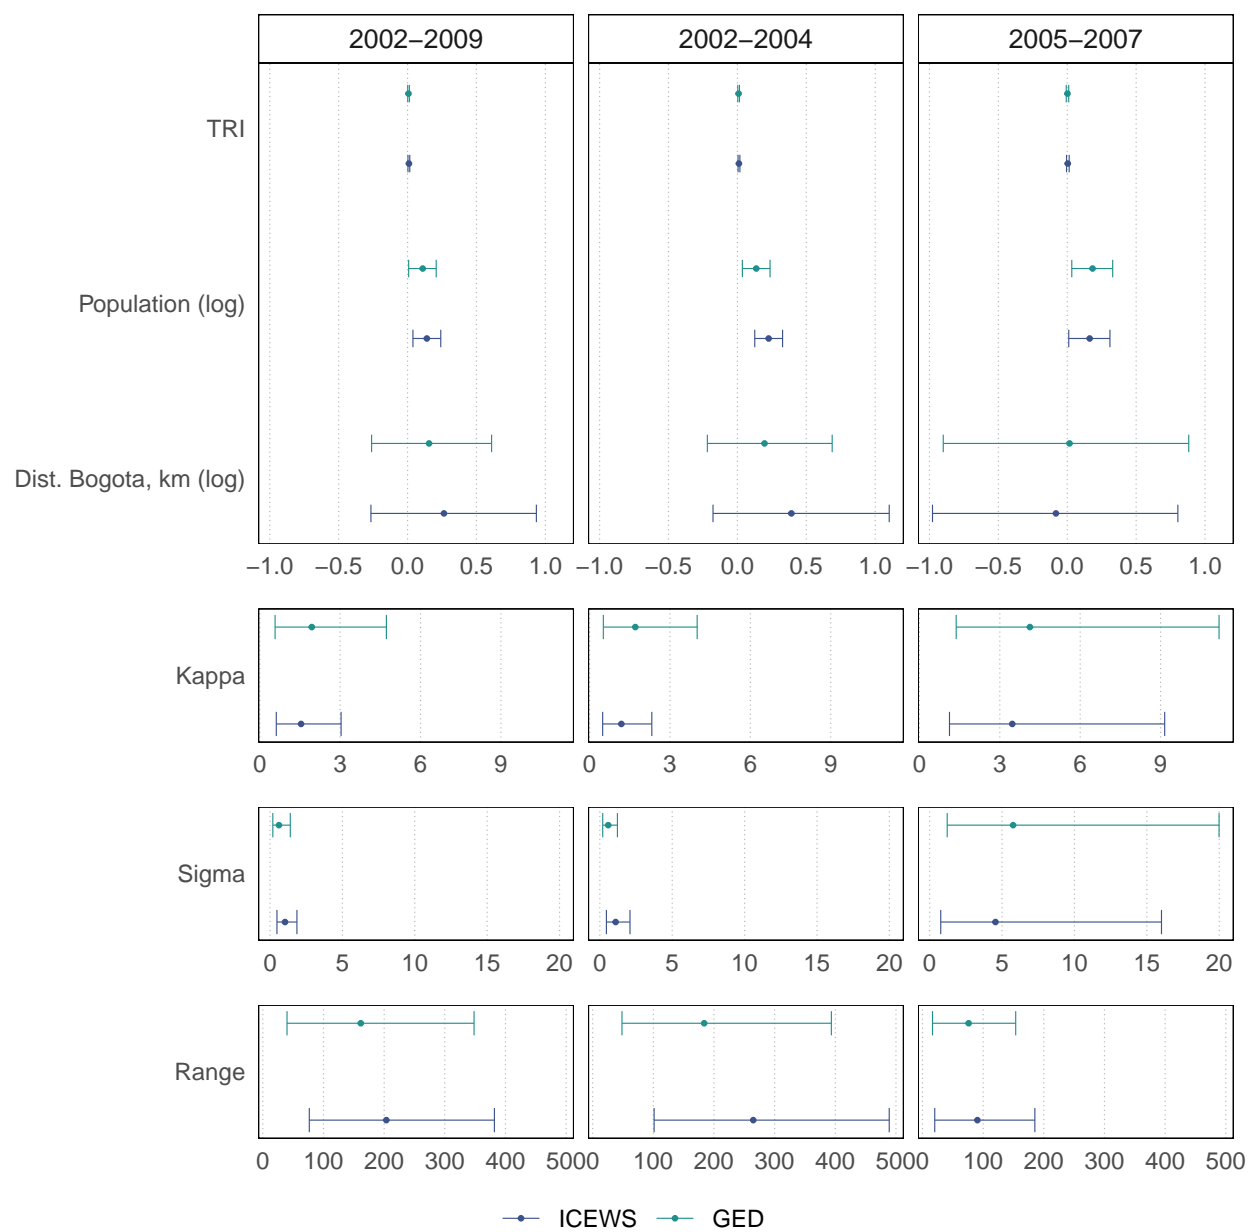 2002−2009 2002−2004 2005−2007
TRI
Population (log)
Dist. Bogota, km (log)
−1.0 −0.5 0.0 0.5 1.0 −1.0 −0.5 0.0 0.5 1.0 −1.0 −0.5 0.0 0.5 1.0
Kappa
0 3 6 9 0 3 6 9 0 3 6 9
Sigma
0 5 10 15 20 0 5 10 15 20 0 5 10 15 20
Range
0 100 200 300 400 500 0 100 200 300 400 500 0 100 200 300 400 500
ICEWS GED